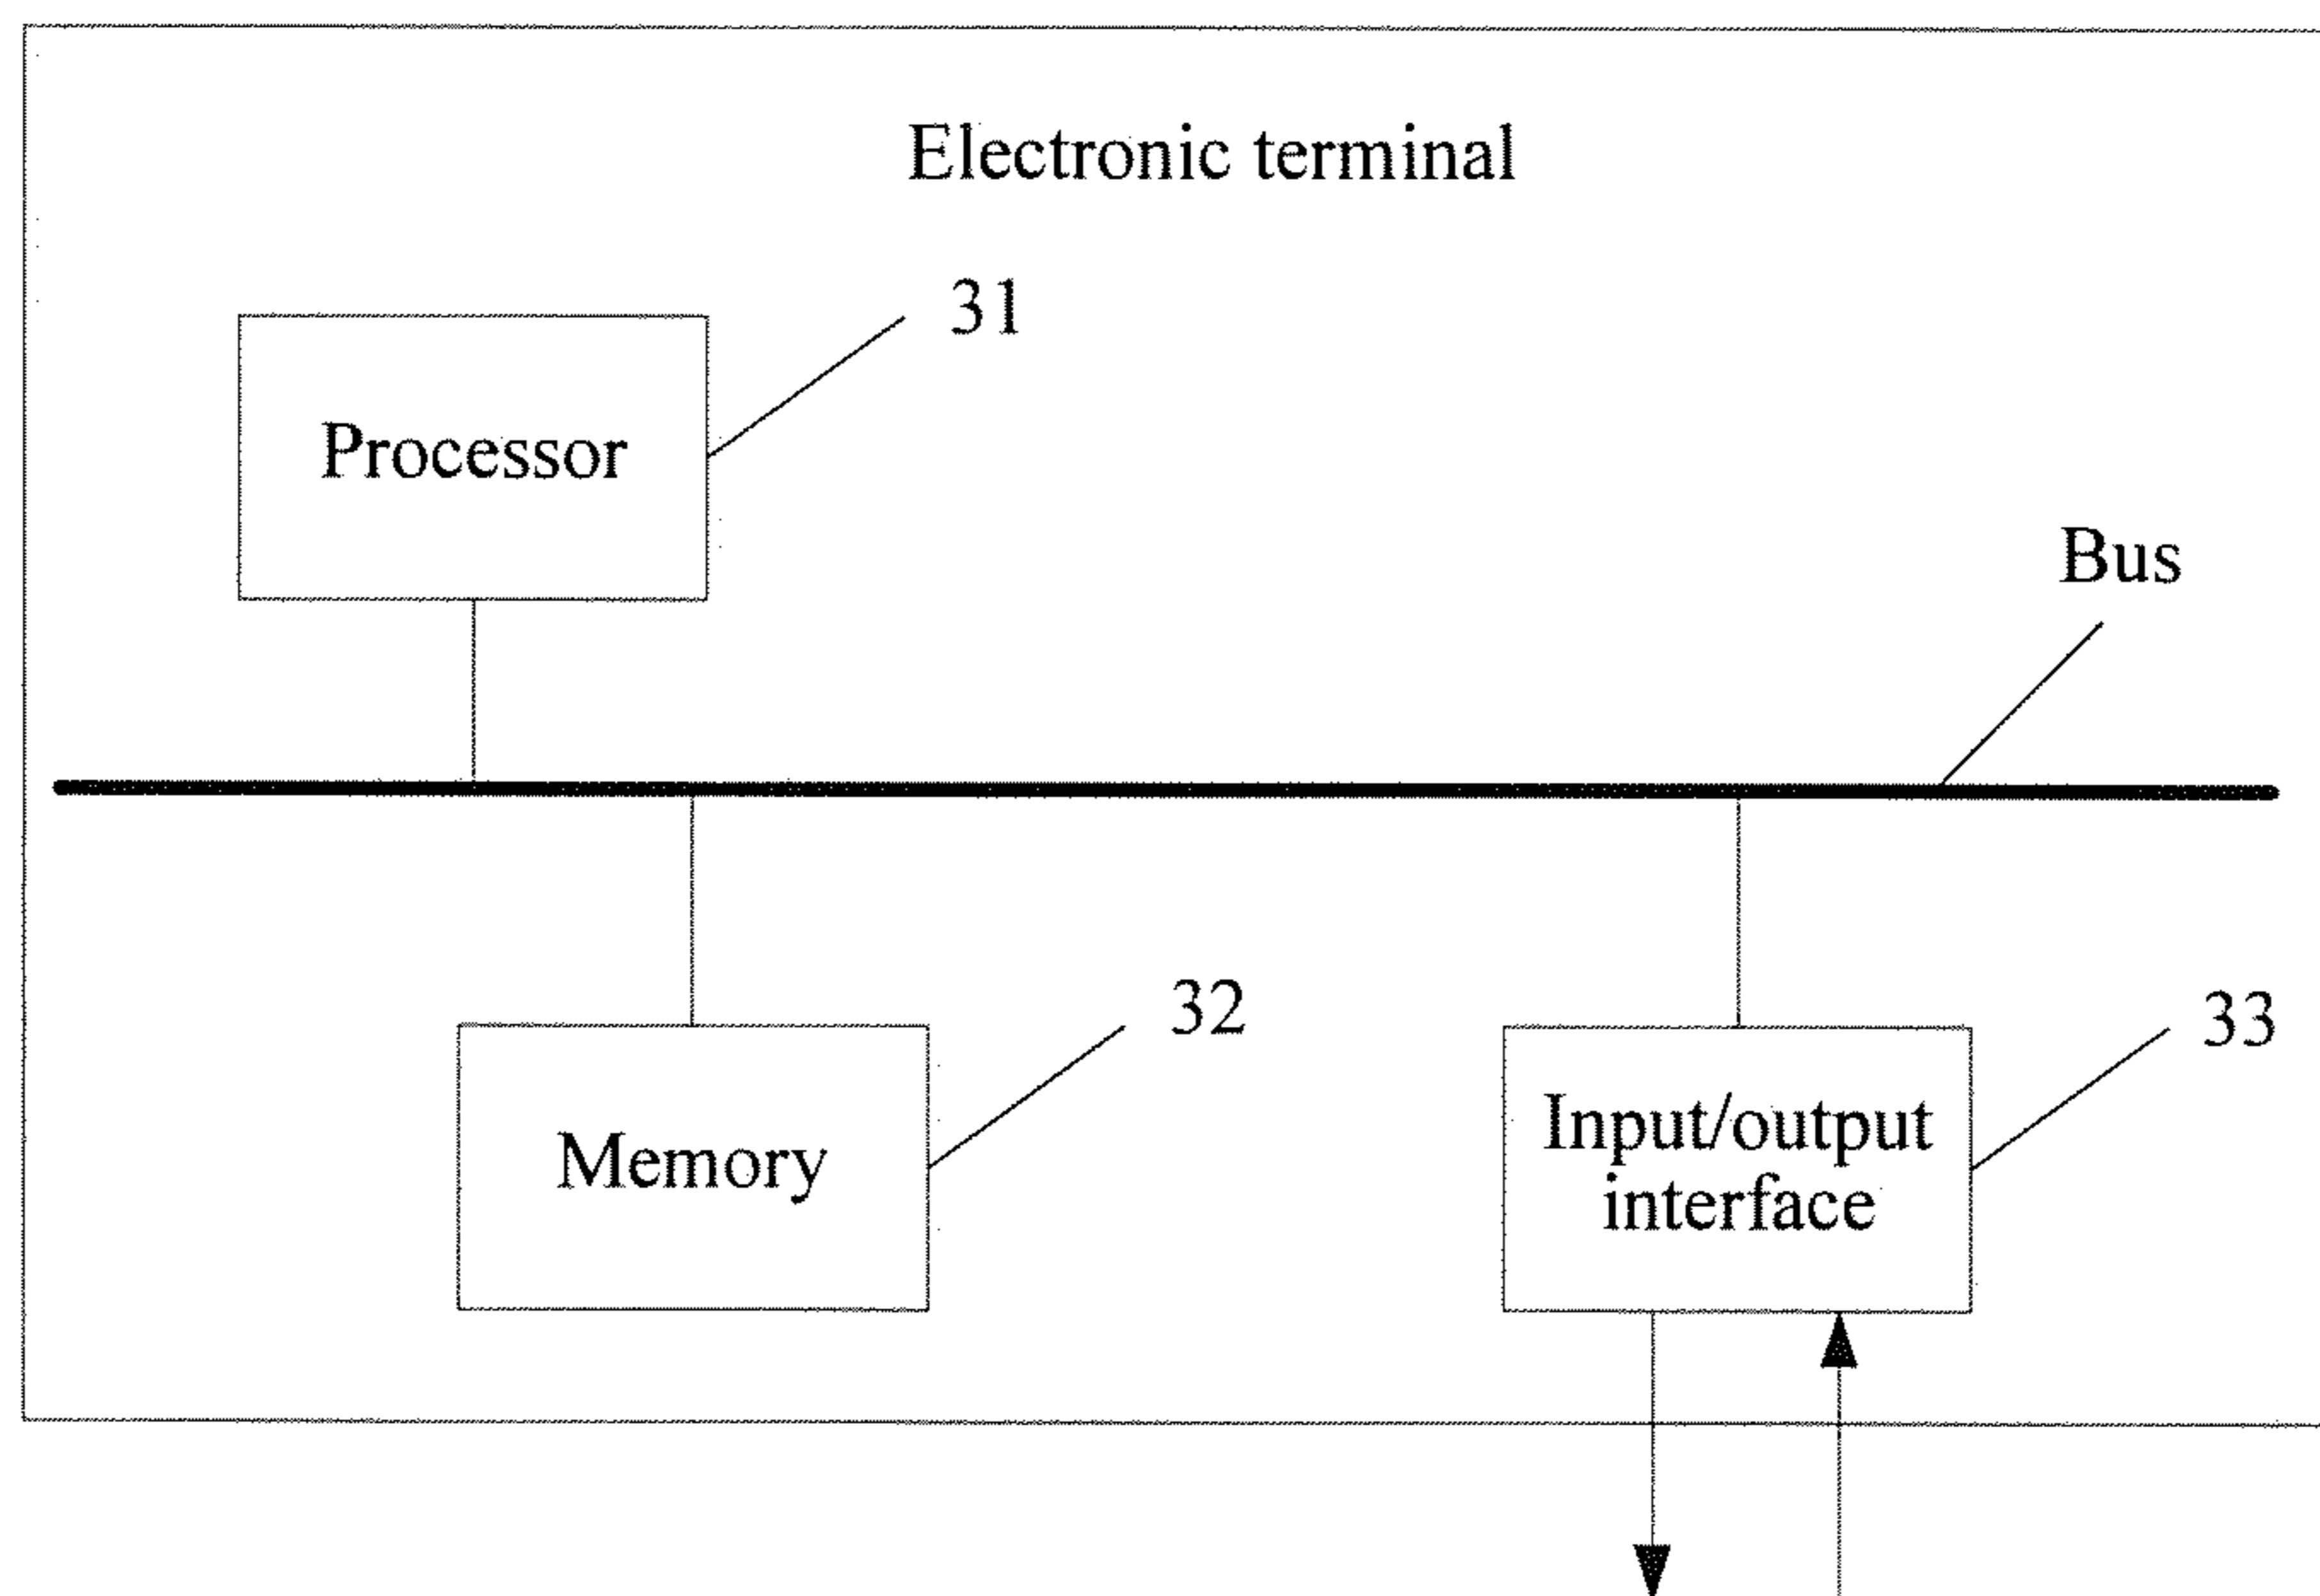 Electronic terminal
31
Processor
Bus
32
33
Memory
Input/output
interface